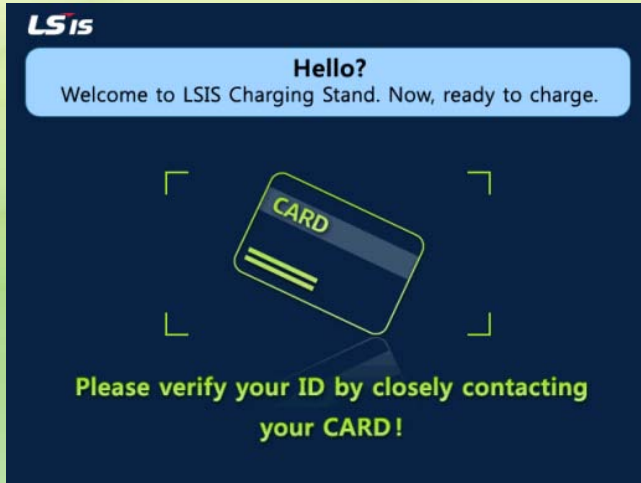 LSIS
Hello?
Welcome to LSIS Charging Stand. Now, ready to charge.
CARD
Please verify your ID by closely contacting
your CARD!